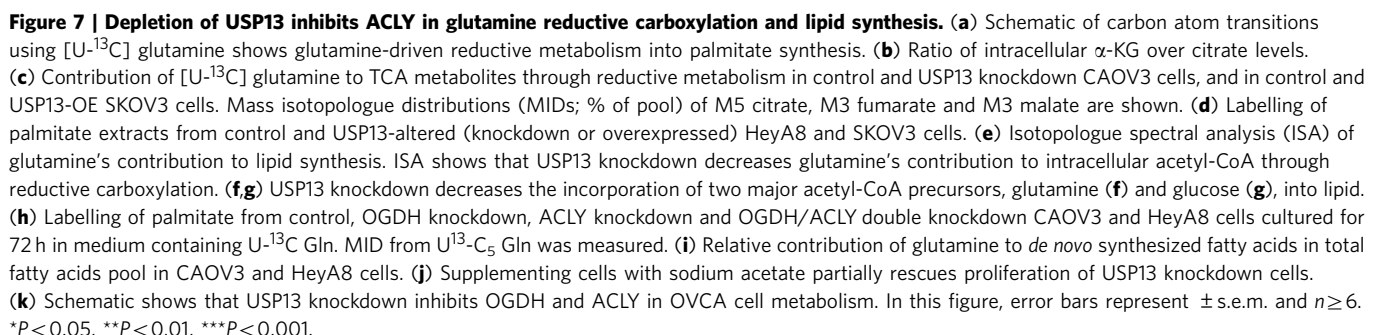 Figure 7 | Depletion of USP13 inhibits ACLY in glutamine reductive carboxylation and lipid synthesis. (a) Schematic of carbon atom transitions
using [U-¹³C] glutamine shows glutamine-driven reductive metabolism into palmitate synthesis. (b) Ratio of intracellular α-KG over citrate levels.
(c) Contribution of [U-¹³C] glutamine to TCA metabolites through reductive metabolism in control and USP13 knockdown CAOV3 cells, and in control and
USP13-OE SKOV3 cells. Mass isotopologue distributions (MIDs; % of pool) of M5 citrate, M3 fumarate and M3 malate are shown. (d) Labelling of
palmitate extracts from control and USP13-altered (knockdown or overexpressed) HeyA8 and SKOV3 cells. (e) Isotopologue spectral analysis (ISA) of
glutamine's contribution to lipid synthesis. ISA shows that USP13 knockdown decreases glutamine's contribution to intracellular acetyl-CoA through
reductive carboxylation. (f,g) USP13 knockdown decreases the incorporation of two major acetyl-CoA precursors, glutamine (f) and glucose (g), into lipid.
(h) Labelling of palmitate from control, OGDH knockdown, ACLY knockdown and OGDH/ACLY double knockdown CAOV3 and HeyA8 cells cultured for
72 h in medium containing U-¹³C Gln. MID from U¹³-C₅ Gln was measured. (i) Relative contribution of glutamine to de novo synthesized fatty acids in total
fatty acids pool in CAOV3 and HeyA8 cells. (j) Supplementing cells with sodium acetate partially rescues proliferation of USP13 knockdown cells.
(k) Schematic shows that USP13 knockdown inhibits OGDH and ACLY in OVCA cell metabolism. In this figure, error bars represent ±s.e.m. and n≥6.
*P<0.05, **P<0.01, ***P<0.001.